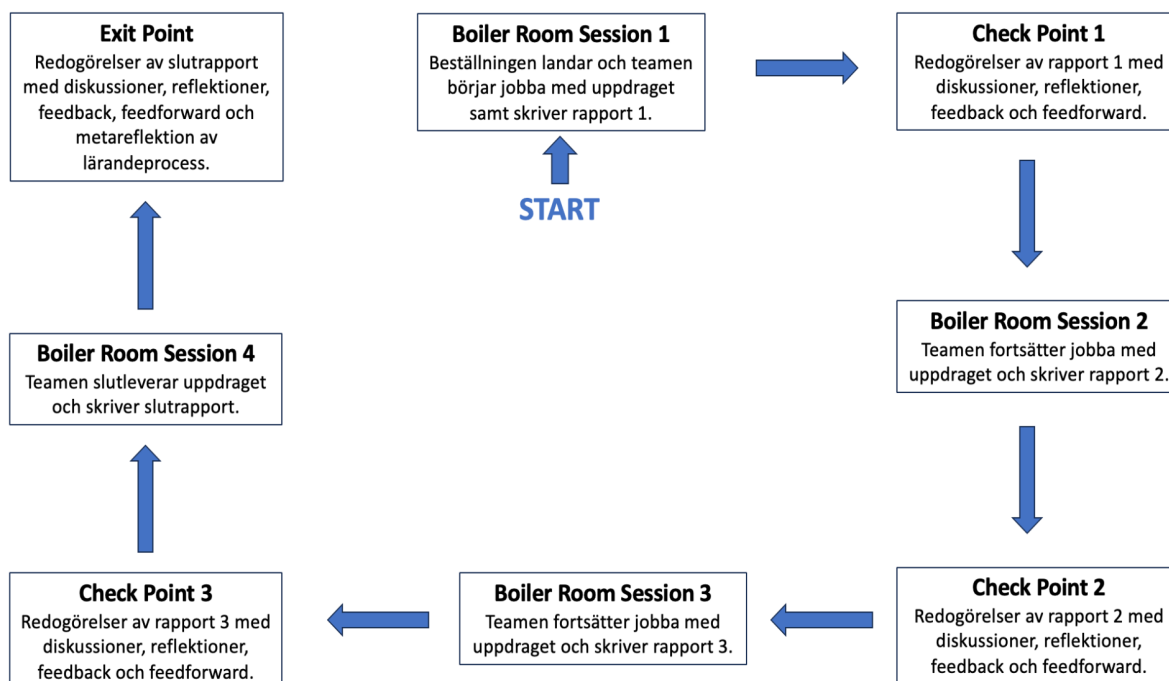 Exit Point
Redogörelser av slutrapport
med diskussioner, reflektioner,
feedback, feedforward och
metareflektion av
lärandeprocess.
Boiler Room Session 1
Beställningen landar och teamen
börjar jobba med uppdraget
samt skriver rapport 1.
START
Check Point 1
Redogörelser av rapport 1 med
diskussioner, reflektioner,
feedback och feedforward.
Boiler Room Session 2
Teamen fortsätter jobba med
uppdraget och skriver rapport 2.
Check Point 2
Redogörelser av rapport 2 med
diskussioner, reflektioner,
feedback och feedforward.
Boiler Room Session 3
Teamen fortsätter jobba med
uppdraget och skriver rapport 3.
Check Point 3
Redogörelser av rapport 3 med
diskussioner, reflektioner,
feedback och feedforward.
Boiler Room Session 4
Teamen slutleverar uppdraget
och skriver slutrapport.